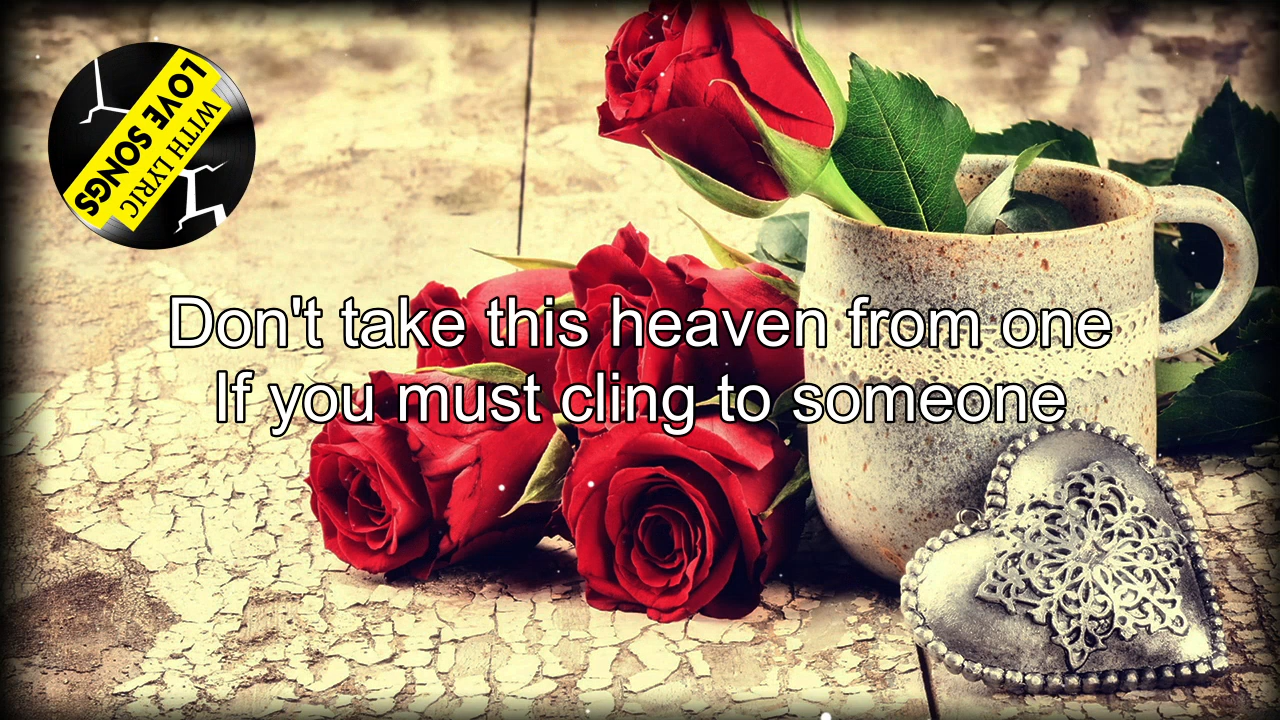 LOVE SONGS
WITH LYRIC
Don't take this heaven from one
If you must cling to someone